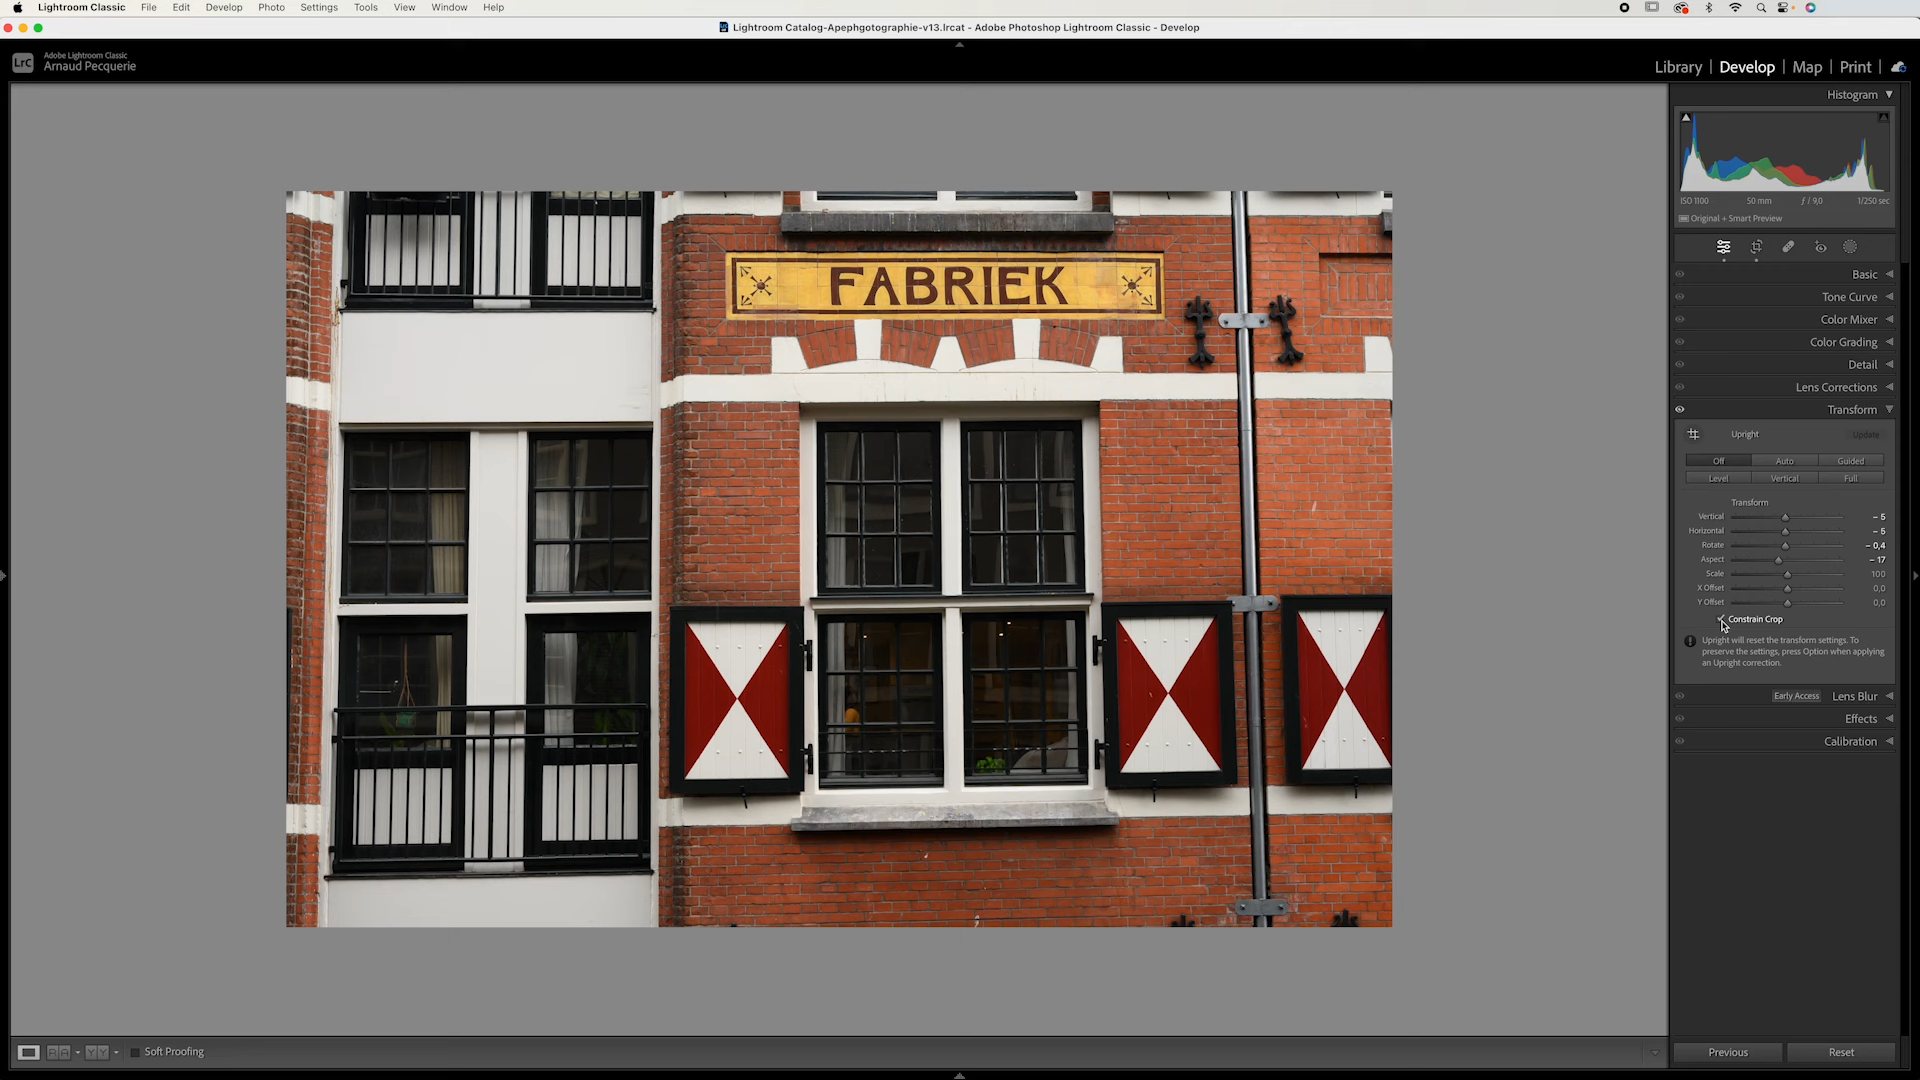 Lightroom Classic File Edit Develop Photo Settings Tools View Window Help
Lightroom Catalog-Apephgotographie-v13.lrcat - Adobe Photoshop Lightroom Classic - Develop
LrC
Adobe Lightroom Classic
Arnaud Pecquerie
Library | Develop | Map | Print |
Histogram
ISO 1100 50 mm ƒ / 9,0 1/250 sec
Original + Smart Preview
Basic
Tone Curve
Color Mixer
Color Grading
Detail
Lens Corrections
Transform
Upright Update
Off Auto Guided
Level Vertical Full
Transform
Vertical - 5
Horizontal - 5
Rotate - 0,4
Aspect - 17
Scale 100
X Offset 0,0
Y Offset 0,0
Constrain Crop
Upright will reset the transform settings. To
preserve the settings, press Option when applying
an Upright correction.
Early Access Lens Blur
Effects
Calibration
FABRIEK
Soft Proofing
Previous Reset